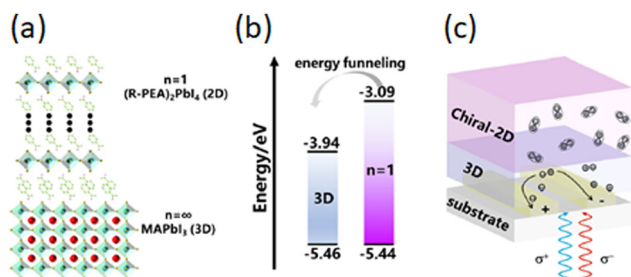 (a)
n=1
(R-PEA)₂PbI₄ (2D)
n=∞
MAPbI₃ (3D)
(b)
energy funneling
Energy/eV
-3.09
-3.94
3D
n=1
-5.46
-5.44
(c)
Chiral-2D
3D
substrate
+
-
σ⁺
σ⁻